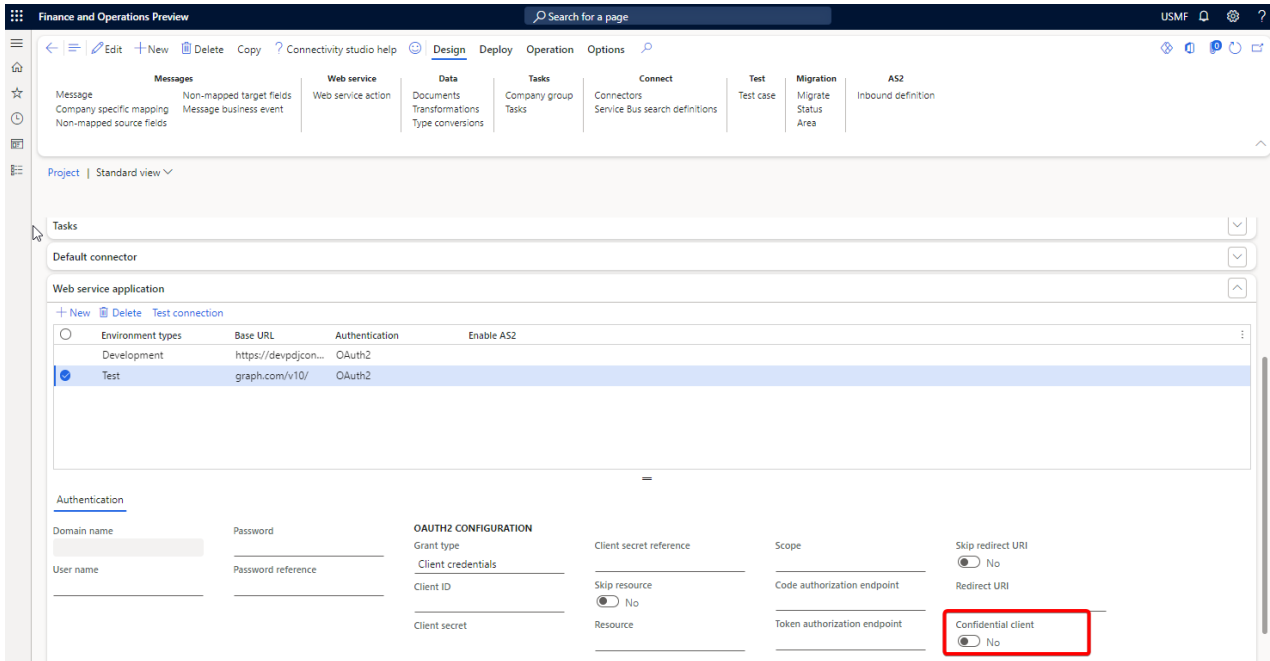 Finance and Operations Preview
Search for a page
USMF
?
Edit New Delete Copy ? Connectivity studio help Design Deploy Operation Options
0
Messages Web service Data Tasks Connect Test Migration AS2
Message Non-mapped target fields Web service action Documents Company group Connectors Test case Migrate Inbound definition
Company specific mapping Message business event Transformations Tasks Service Bus search definitions Status
Non-mapped source fields Type conversions Area
Project | Standard view
Tasks
Default connector
Web service application
New Delete Test connection
Environment types Base URL Authentication Enable AS2
Development https://devpdjcon... OAuth2
Test graph.com/v10/ OAuth2
Authentication
Domain name Password OAUTH2 CONFIGURATION
Grant type Client secret reference Scope Skip redirect URI
Client credentials No
User name Password reference Client ID Skip resource Code authorization endpoint Redirect URI
No
Client secret Resource Token authorization endpoint Confidential client
No